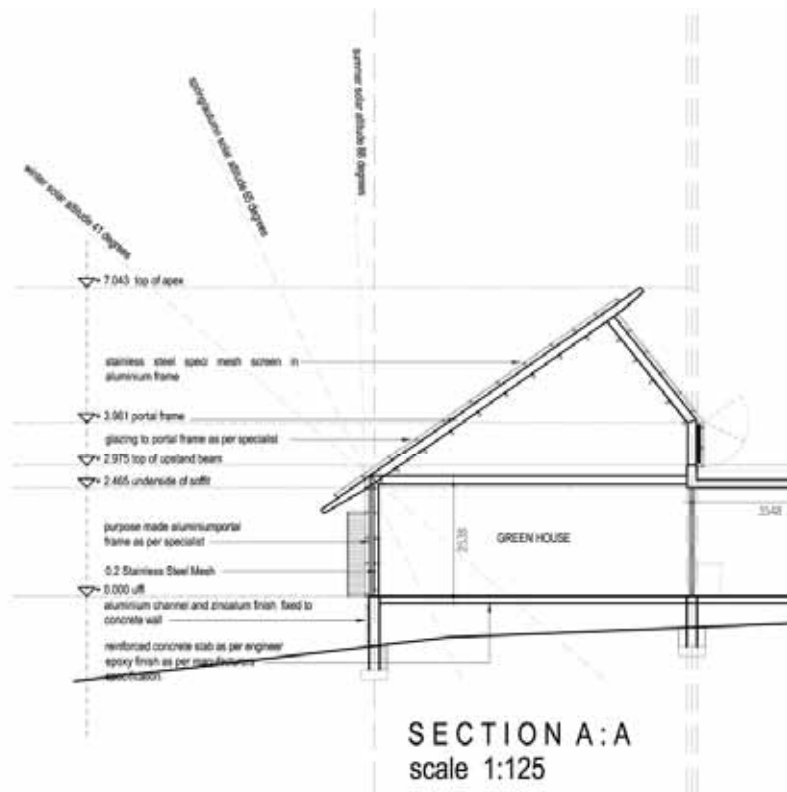 summer solar altitude 88 degrees
spring/autumn solar altitude 65 degrees
winter solar altitude 41 degrees
+ 7.043 top of apex
stainless steel speci mesh screen in
aluminium frame
+ 3.961 portal frame
glazing to portal frame as per specialist
+ 2.975 top of upstand beam
+ 2.465 underside of soffit
purpose made aluminiumportal
frame as per specialist
GREEN HOUSE
2538
3548
0.2 Stainless Steel Mesh
+ 0.000 uffl
aluminium channel and zincalum finish fixed to
concrete wall
reinforced concrete slab as per engineer
epoxy finish as per manufacturers
specification.
SECTION A:A
scale 1:125